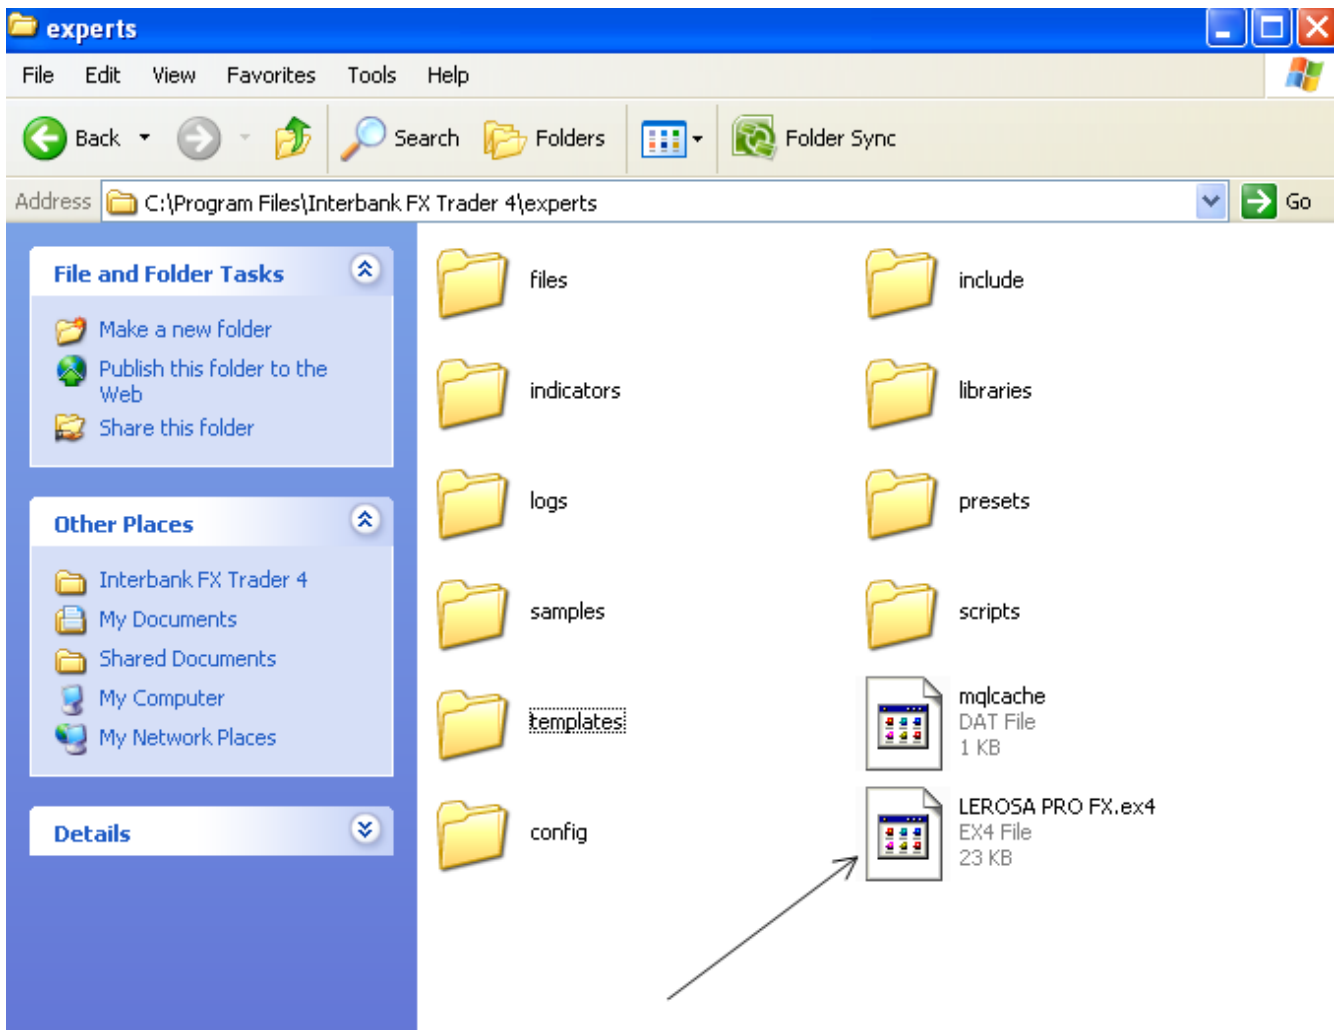 experts
File Edit View Favorites Tools Help
Back Search Folders Folder Sync
Address C:\Program Files\Interbank FX Trader 4\experts Go
File and Folder Tasks
Make a new folder
Publish this folder to the
Web
Share this folder
Other Places
Interbank FX Trader 4
My Documents
Shared Documents
My Computer
My Network Places
Details
files
include
indicators
libraries
logs
presets
samples
scripts
templates
mqlcache
DAT File
1 KB
config
LEROSA PRO FX.ex4
EX4 File
23 KB